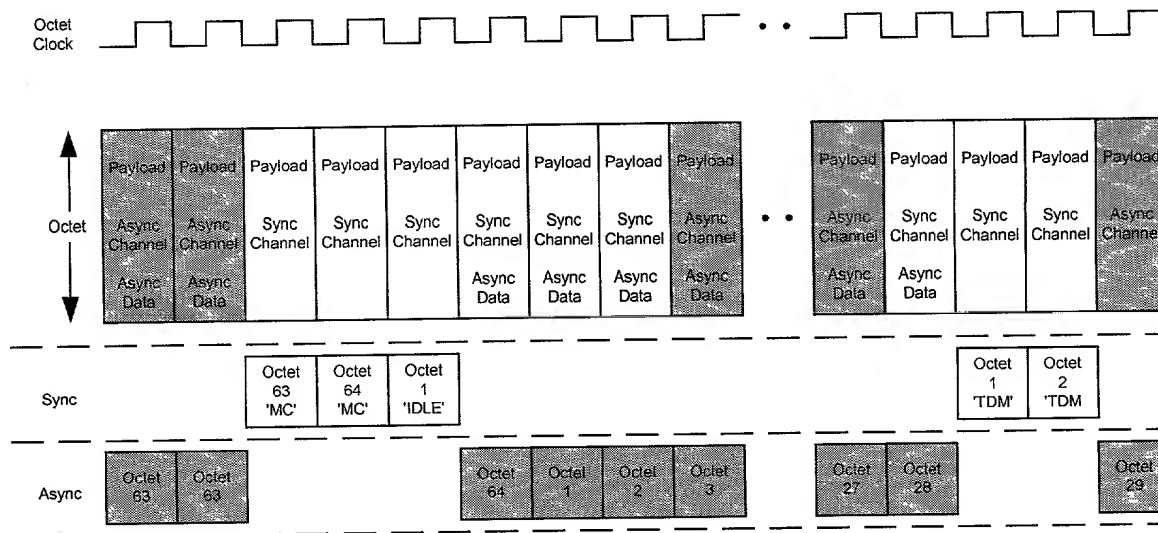 Octet
Clock
Octet
Payload Payload Payload Payload Payload Payload Payload Payload Payload Payload Payload Payload Payload Payload
Async Async Sync Sync Sync Sync Sync Sync Async Async Sync Sync Sync Async
Channel Channel Channel Channel Channel Channel Channel Channel Channel Channel Channel Channel Channel Channel
Async Async Async Async Async Async Async Async
Data Data Data Data Data Data Data Data
Sync
Octet Octet Octet Octet Octet
63 64 1 1 2
'MC' 'MC' 'IDLE' 'TDM' 'TDM
Async
Octet Octet Octet Octet Octet Octet Octet Octet Octet
63 63 64 1 2 3 27 28 29